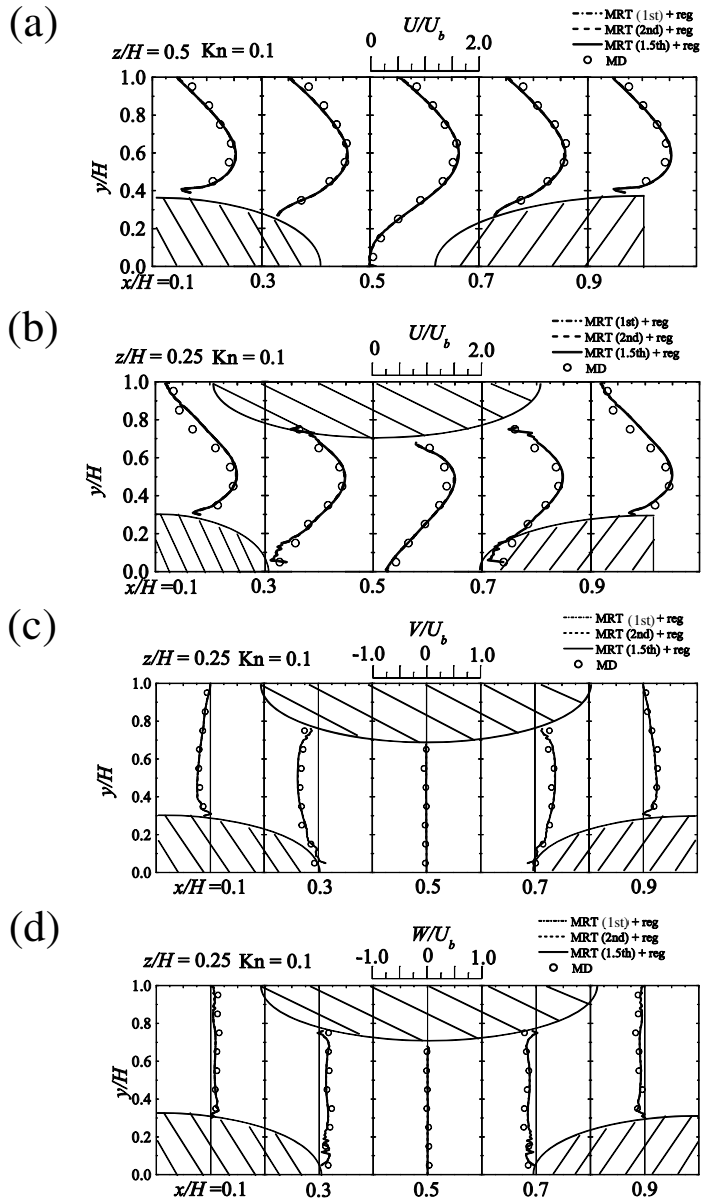 (a)
z/H = 0.5 Kn = 0.1
U/U_b
0 2.0
MRT (1st) + reg
MRT (2nd) + reg
MRT (1.5th) + reg
MD
y/H
1.0
0.8
0.6
0.4
0.2
0.0
x/H =0.1 0.3 0.5 0.7 0.9
(b)
z/H = 0.25 Kn = 0.1
U/U_b
0 2.0
MRT (1st) + reg
MRT (2nd) + reg
MRT (1.5th) + reg
MD
y/H
1.0
0.8
0.6
0.4
0.2
0.0
x/H =0.1 0.3 0.5 0.7 0.9
(c)
z/H = 0.25 Kn = 0.1
V/U_b
-1.0 0 1.0
MRT (1st) + reg
MRT (2nd) + reg
MRT (1.5th) + reg
MD
y/H
1.0
0.8
0.6
0.4
0.2
0.0
x/H =0.1 0.3 0.5 0.7 0.9
(d)
z/H = 0.25 Kn = 0.1
W/U_b
-1.0 0 1.0
MRT (1st) + reg
MRT (2nd) + reg
MRT (1.5th) + reg
MD
y/H
1.0
0.8
0.6
0.4
0.2
0.0
x/H =0.1 0.3 0.5 0.7 0.9